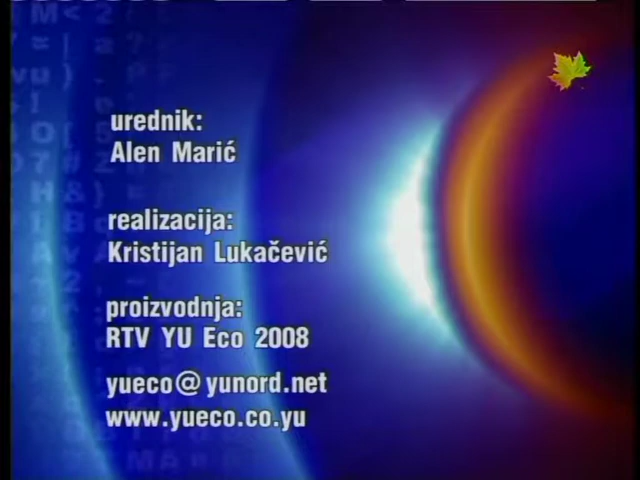 urednik:
Alen Marić
realizacija:
Kristijan Lukačević
proizvodnja:
RTV YU Eco 2008
yueco@yunord.net
www.yueco.co.yu